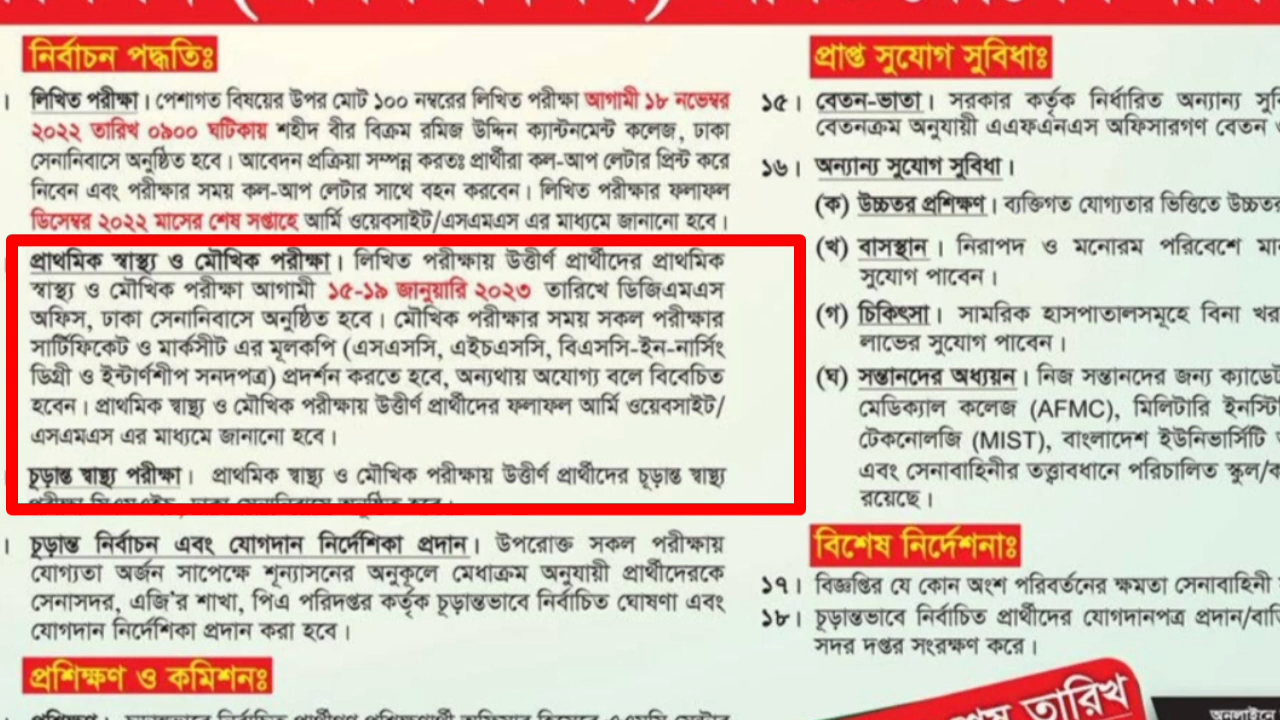 নির্বাচন পদ্ধতিঃ
। লিখিত পরীক্ষা। পেশাগত বিষয়ের উপর মোট ১০০ নম্বরের লিখিত পরীক্ষা আগামী ১৮ নভেম্বর
২০২২ তারিখ ০৯০০ ঘটিকায় শহীদ বীর বিক্রম রমিজ উদ্দিন ক্যান্টনমেন্ট কলেজ, ঢাকা
সেনানিবাসে অনুষ্ঠিত হবে। আবেদন প্রক্রিয়া সম্পন্ন করতঃ প্রার্থীরা কল-আপ লেটার প্রিন্ট করে
নিবেন এবং পরীক্ষার সময় কল-আপ লেটার সাথে বহন করবেন। লিখিত পরীক্ষার ফলাফল
ডিসেম্বর ২০২২ মাসের শেষ সপ্তাহে আর্মি ওয়েবসাইট/এসএমএস এর মাধ্যমে জানানো হবে।
প্রাথমিক স্বাস্থ্য ও মৌখিক পরীক্ষা। লিখিত পরীক্ষায় উত্তীর্ণ প্রার্থীদের প্রাথমিক
স্বাস্থ্য ও মৌখিক পরীক্ষা আগামী ১৫-১৯ জানুয়ারি ২০২৩ তারিখে ডিজিএমএস
অফিস, ঢাকা সেনানিবাসে অনুষ্ঠিত হবে। মৌখিক পরীক্ষার সময় সকল পরীক্ষার
সার্টিফিকেট ও মার্কসীট এর মূলকপি (এসএসসি, এইচএসসি, বিএসসি-ইন-নার্সিং
ডিগ্রী ও ইন্টার্ণশীপ সনদপত্র) প্রদর্শন করতে হবে, অন্যথায় অযোগ্য বলে বিবেচিত
হবেন। প্রাথমিক স্বাস্থ্য ও মৌখিক পরীক্ষায় উত্তীর্ণ প্রার্থীদের ফলাফল আর্মি ওয়েবসাইট/
এসএমএস এর মাধ্যমে জানানো হবে।
চূড়ান্ত স্বাস্থ্য পরীক্ষা। প্রাথমিক স্বাস্থ্য ও মৌখিক পরীক্ষায় উত্তীর্ণ প্রার্থীদের চূড়ান্ত স্বাস্থ্য
পরীক্ষা সিএমএইচ, ঢাকা সেনানিবাসে অনুষ্ঠিত হবে।
। চূড়ান্ত নির্বাচন এবং যোগদান নির্দেশিকা প্রদান। উপরোক্ত সকল পরীক্ষায়
যোগ্যতা অর্জন সাপেক্ষে শূন্যাসনের অনুকূলে মেধাক্রম অনুযায়ী প্রার্থীদেরকে
সেনাসদর, এজি'র শাখা, পিএ পরিদপ্তর কর্তৃক চূড়ান্তভাবে নির্বাচিত ঘোষণা এবং
যোগদান নির্দেশিকা প্রদান করা হবে।
প্রশিক্ষণ ও কমিশনঃ
প্রাপ্ত সুযোগ সুবিধাঃ
১৫। বেতন-ভাতা। সরকার কর্তৃক নির্ধারিত অন্যান্য
বেতনক্রম অনুযায়ী এএফএনএস অফিসারগণ বেতন
১৬। অন্যান্য সুযোগ সুবিধা।
(ক) উচ্চতর প্রশিক্ষণ। ব্যক্তিগত যোগ্যতার ভিত্তিতে উচ্চতর
(খ) বাসস্থান। নিরাপদ ও মনোরম পরিবেশে
সুযোগ পাবেন।
(গ) চিকিৎসা। সামরিক হাসপাতালসমূহে বিনা
লাভের সুযোগ পাবেন।
(ঘ) সন্তানদের অধ্যয়ন। নিজ সন্তানদের জন্য
মেডিক্যাল কলেজ (AFMC), মিলিটারি
টেকনোলজি (MIST), বাংলাদেশ ইউনিভার্সিটি
এবং সেনাবাহিনীর তত্ত্বাবধানে পরিচালিত
রয়েছে।
বিশেষ নির্দেশনাঃ
১৭। বিজ্ঞপ্তির যে কোন অংশ পরিবর্তনের ক্ষমতা সেনাবাহিনী
১৮। চূড়ান্তভাবে নির্বাচিত প্রার্থীদের যোগদানপত্র
সদর দপ্তর সংরক্ষণ করে।
তারিখ